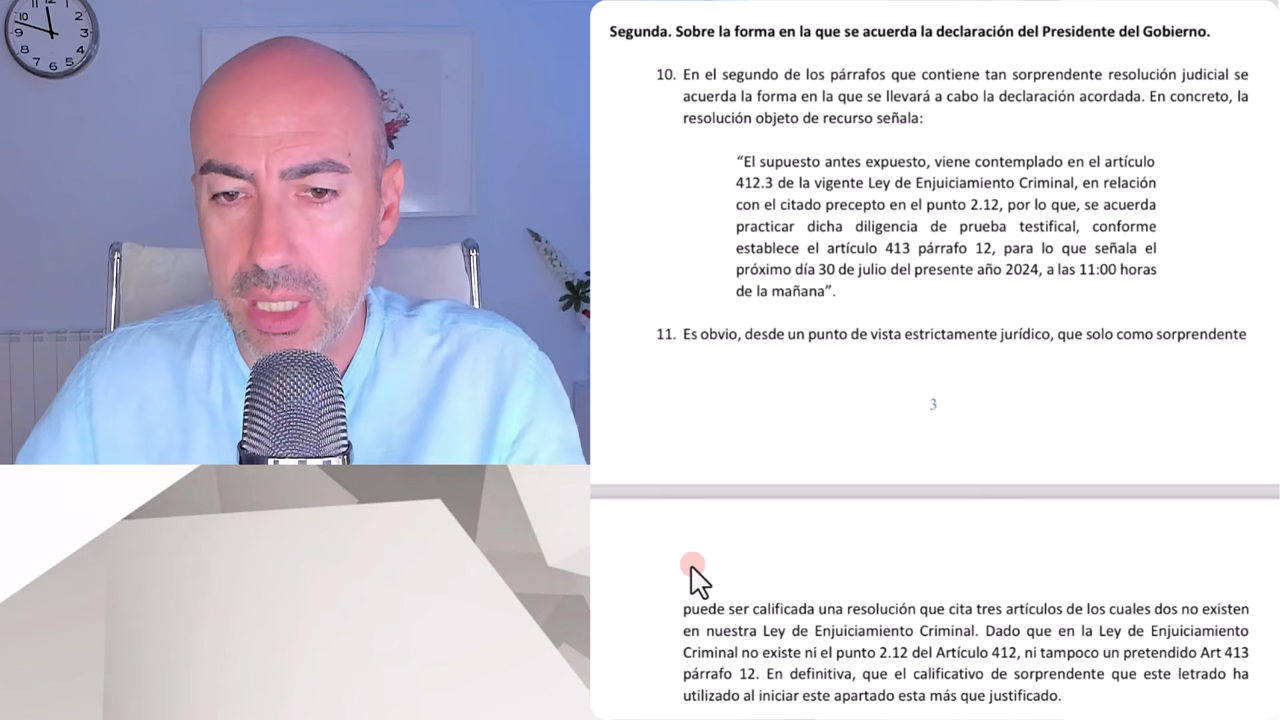 Segunda. Sobre la forma en la que se acuerda la declaración del Presidente del Gobierno.
10. En el segundo de los párrafos que contiene tan sorprendente resolución judicial se
acuerda la forma en la que se llevará a cabo la declaración acordada. En concreto, la
resolución objeto de recurso señala:
“El supuesto antes expuesto, viene contemplado en el artículo
412.3 de la vigente Ley de Enjuiciamiento Criminal, en relación
con el citado precepto en el punto 2.12, por lo que, se acuerda
practicar dicha diligencia de prueba testifical, conforme
establece el artículo 413 párrafo 12, para lo que señala el
próximo día 30 de julio del presente año 2024, a las 11:00 horas
de la mañana”.
11. Es obvio, desde un punto de vista estrictamente jurídico, que solo como sorprendente
3
puede ser calificada una resolución que cita tres artículos de los cuales dos no existen
en nuestra Ley de Enjuiciamiento Criminal. Dado que en la Ley de Enjuiciamiento
Criminal no existe ni el punto 2.12 del Artículo 412, ni tampoco un pretendido Art 413
párrafo 12. En definitiva, que el calificativo de sorprendente que este letrado ha
utilizado al iniciar este apartado esta más que justificado.